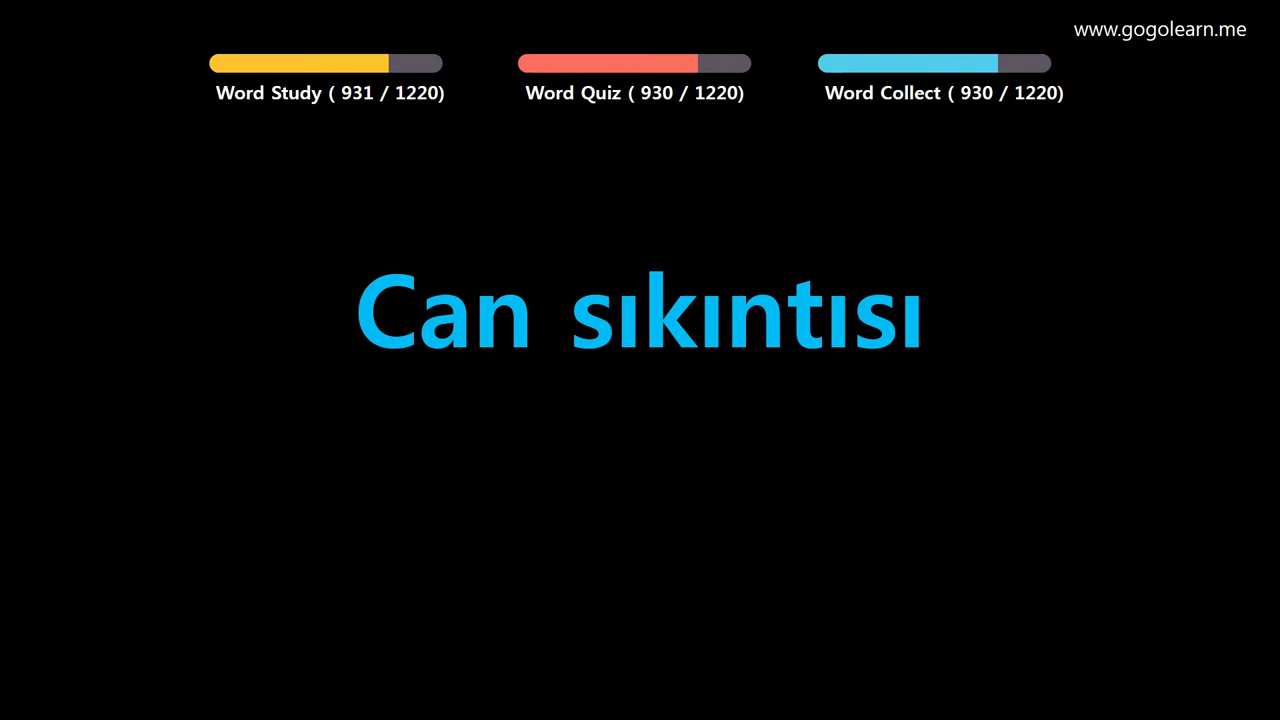 www.gogolearn.me
Word Study ( 931 / 1220)
Word Quiz ( 930 / 1220)
Word Collect ( 930 / 1220)
Can sıkıntısı